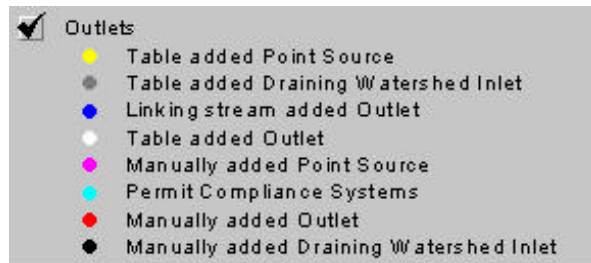 Outlets
Table added Point Source
Table added Draining Watershed Inlet
Linking stream added Outlet
Table added Outlet
Manually added Point Source
Permit Compliance Systems
Manually added Outlet
Manually added Draining Watershed Inlet